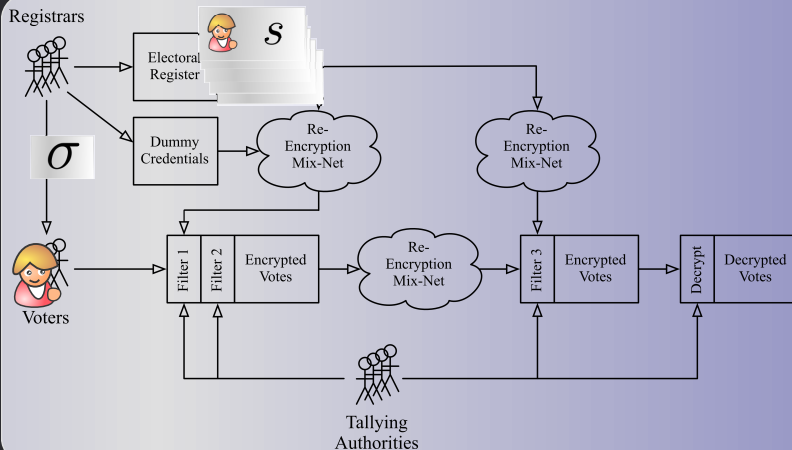 Registrars
Electoral
Register
s
Dummy
Credentials
Re-
Encryption
Mix-Net
Re-
Encryption
Mix-Net
σ
Voters
Filter 1
Filter 2
Encrypted
Votes
Re-
Encryption
Mix-Net
Filter 3
Encrypted
Votes
Decrypt
Decrypted
Votes
Tallying
Authorities